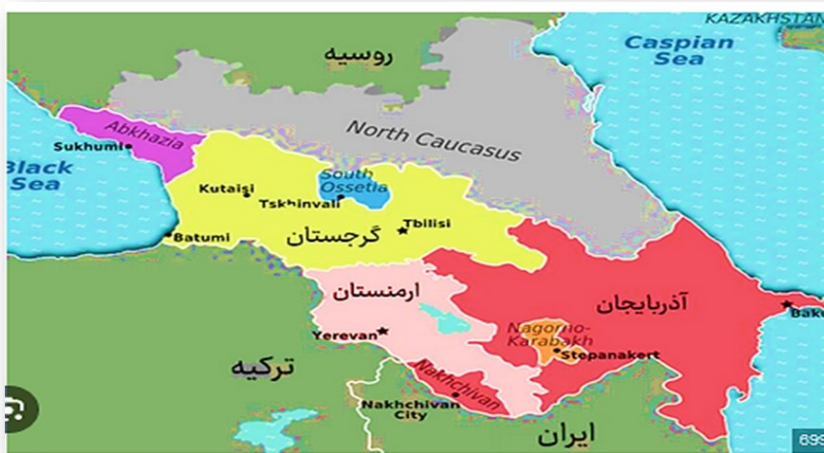 KAZAKHSTAN
روسیه
Caspian
Sea
North Caucasus
Abkhazia
Sukhumi
Black
Sea
South
Ossetia
Kutaisi
Tskhinvali
Tbilisi
Batumi
گرجستان
ارمنستان
آذربایجان
Baku
Nagorno-
Karabakh
Yerevan
Stepanakert
ترکیه
Nakhchivan
Nakhchivan
City
ایران
699